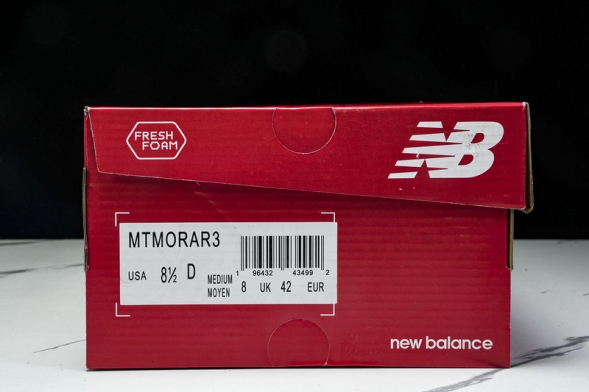 FRESH
FOAM
NB
MTMORAR3
USA 8½ D MEDIUM
MOYEN
1 96432 43499 2
8 UK 42 EUR
new balance